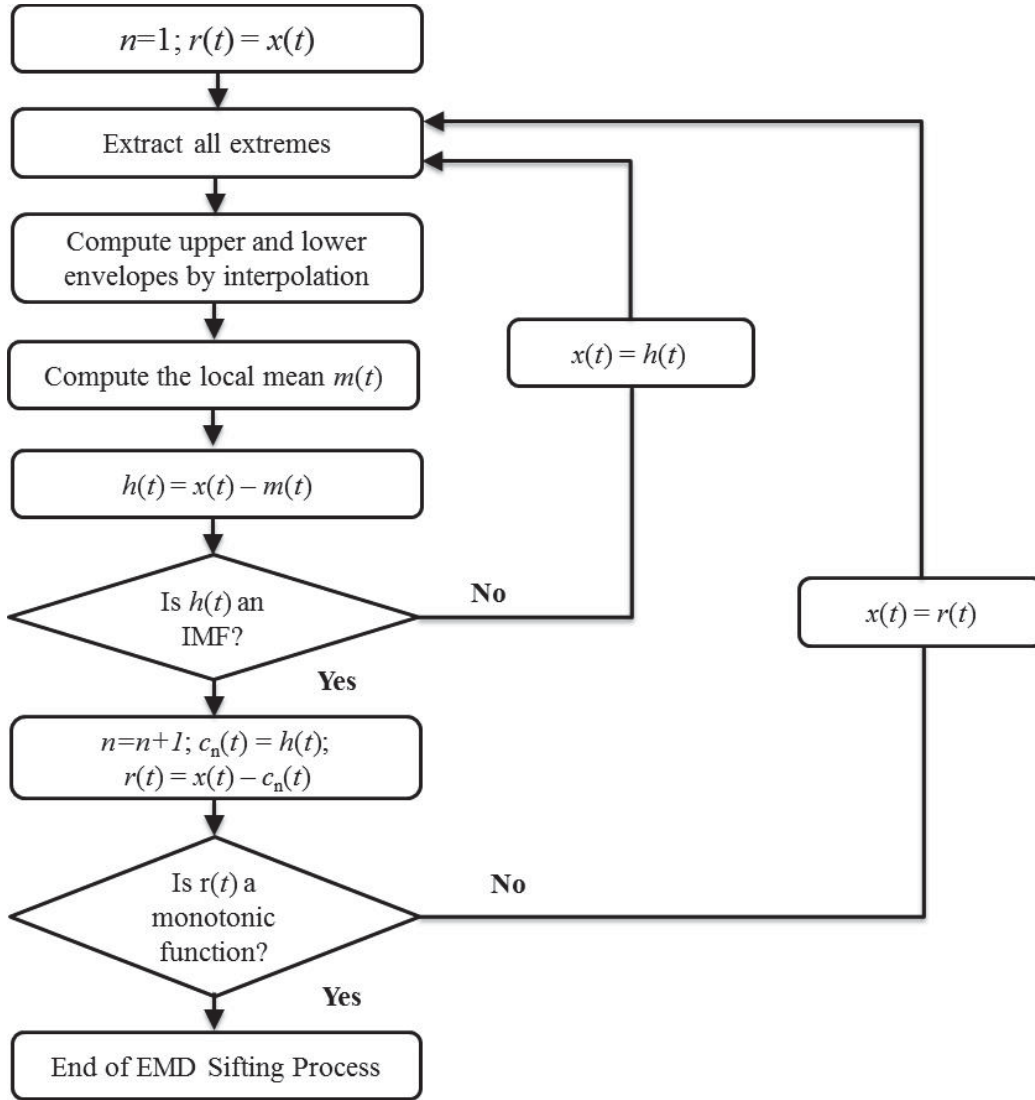 n=1; r(t) = x(t)
Extract all extremes
Compute upper and lower
envelopes by interpolation
Compute the local mean m(t)
x(t) = h(t)
h(t) = x(t) – m(t)
Is h(t) an
IMF?
No
x(t) = r(t)
Yes
n=n+1; cn(t) = h(t);
r(t) = x(t) – cn(t)
Is r(t) a
monotonic
function?
No
Yes
End of EMD Sifting Process